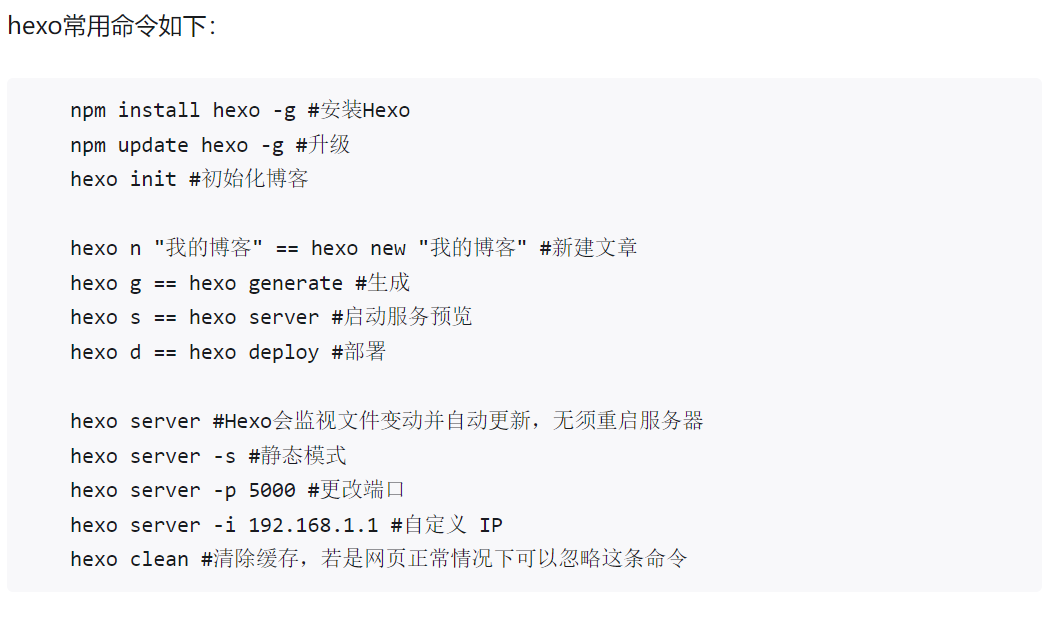 hexo常用命令如下：
npm install hexo -g #安装Hexo
npm update hexo -g #升级
hexo init #初始化博客
hexo n "我的博客" == hexo new "我的博客" #新建文章
hexo g == hexo generate #生成
hexo s == hexo server #启动服务预览
hexo d == hexo deploy #部署
hexo server #Hexo会监视文件变动并自动更新，无须重启服务器
hexo server -s #静态模式
hexo server -p 5000 #更改端口
hexo server -i 192.168.1.1 #自定义 IP
hexo clean #清除缓存，若是网页正常情况下可以忽略这条命令